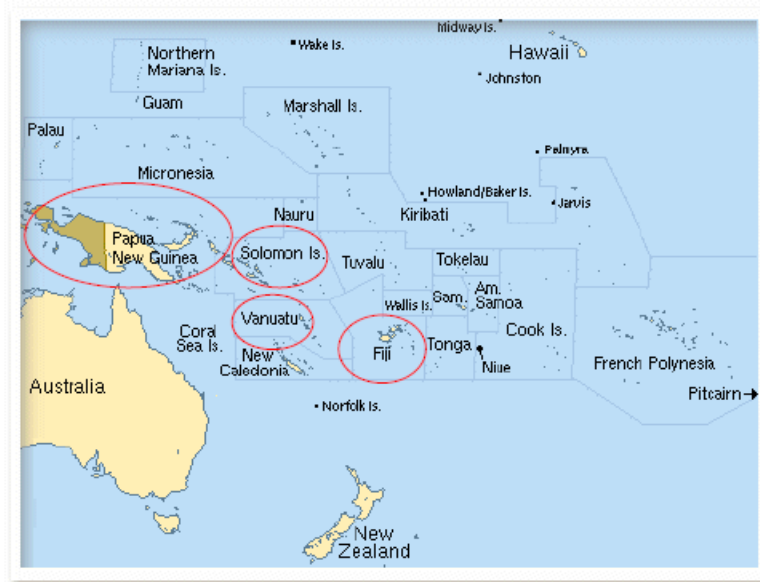 Midway Is.
Hawaii
Wake Is.
Northern
Mariana Is.
Johnston
Guam
Marshall Is.
Palau
Palmyra
Micronesia
Howland/Baker Is.
Jarvis
Nauru
Kiribati
Papua
New Guinea
Solomon Is.
Tuvalu
Tokelau
Am.
Samoa
Sam.
Wallis Is.
Vanuatu
Coral
Sea Is.
Cook Is.
Fiji
Tonga
New
Caledonia
Niue
French Polynesia
Australia
Pitcairn
Norfolk Is.
New
Zealand